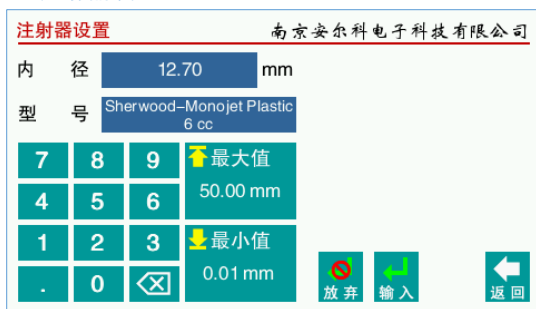 注射器设置 南京安尔科电子科技有限公司
内 径 12.70 mm
型 号 Sherwood–Monojet Plastic
6 cc
7 8 9 最大值
50.00 mm
4 5 6
1 2 3 最小值
0.01 mm
. 0
放弃 输入 返回